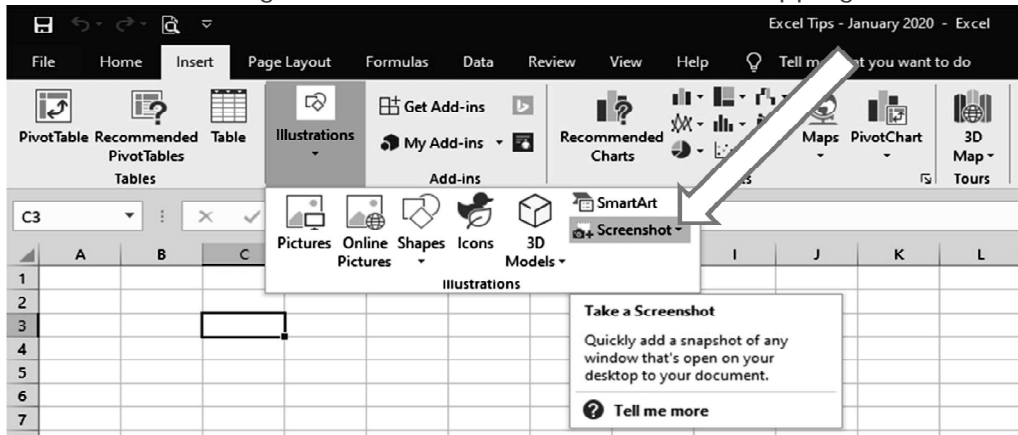 Excel Tips - January 2020 - Excel
File Home Insert Page Layout Formulas Data Review View Help Tell me you want to do
PivotTable Recommended PivotTables Table
Tables
Illustrations
Get Add-ins
My Add-ins
Add-ins
Recommended Charts
Maps PivotChart
3D Map
Tours
C3
Pictures Online Pictures Shapes Icons 3D Models
SmartArt
Screenshot
Illustrations
A B C I J K L
1
2
3
4
5
6
7
Take a Screenshot
Quickly add a snapshot of any
window that's open on your
desktop to your document.
Tell me more